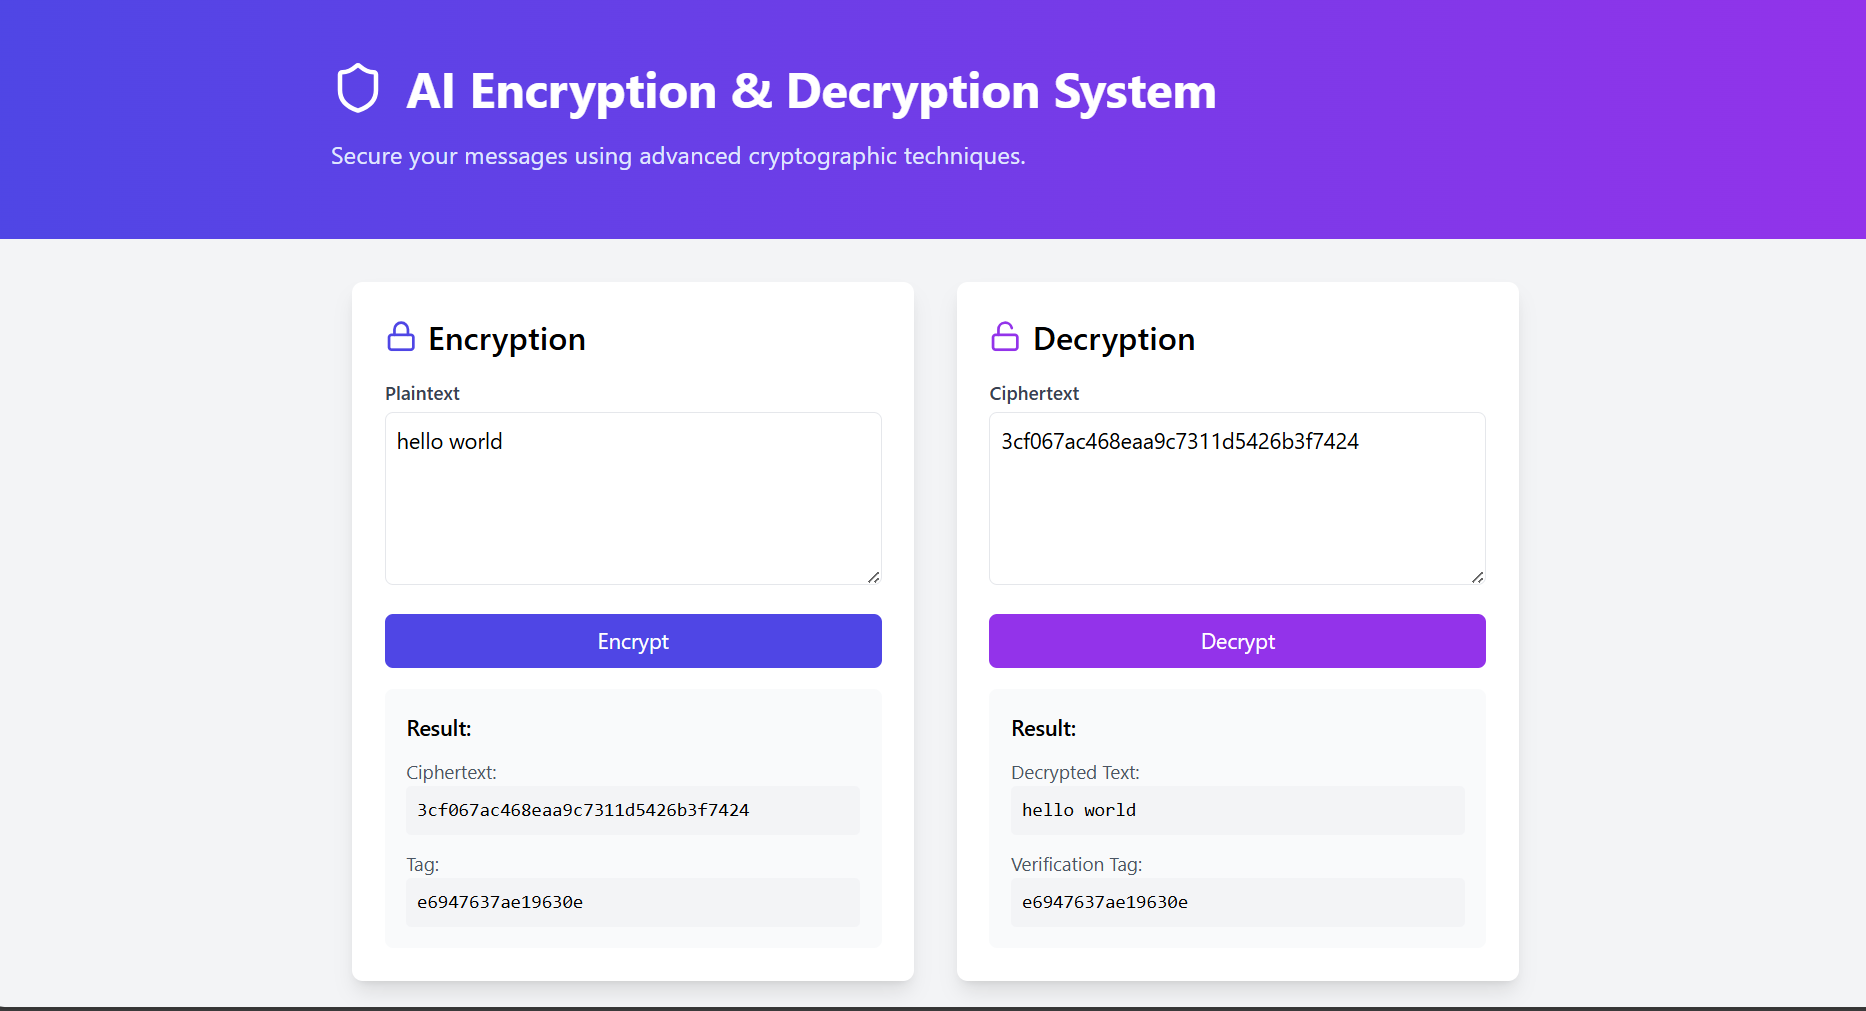 AI Encryption & Decryption System
Secure your messages using advanced cryptographic techniques.
Encryption
Plaintext
hello world
Encrypt
Result:
Ciphertext:
3cf067ac468eaa9c7311d5426b3f7424
Tag:
e6947637ae19630e
Decryption
Ciphertext
3cf067ac468eaa9c7311d5426b3f7424
Decrypt
Result:
Decrypted Text:
hello world
Verification Tag:
e6947637ae19630e